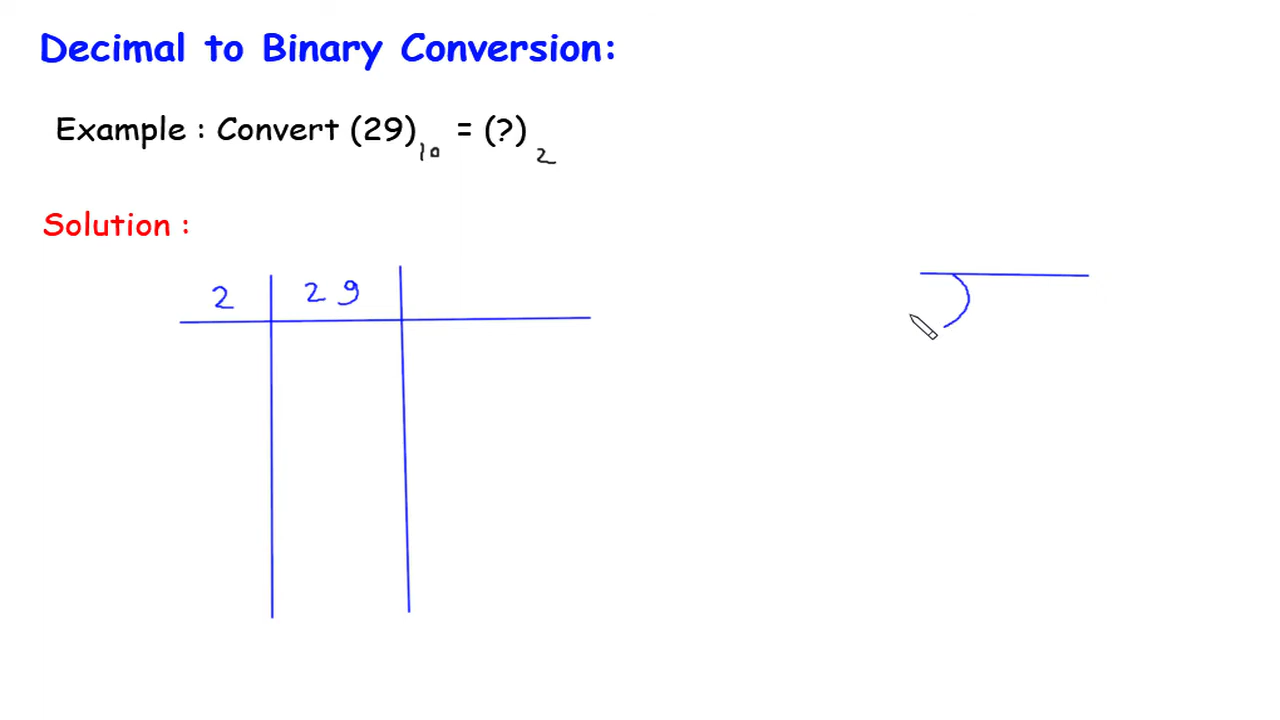 Decimal to Binary Conversion:
Example : Convert (29)10 = (?)2
Solution :
2 29